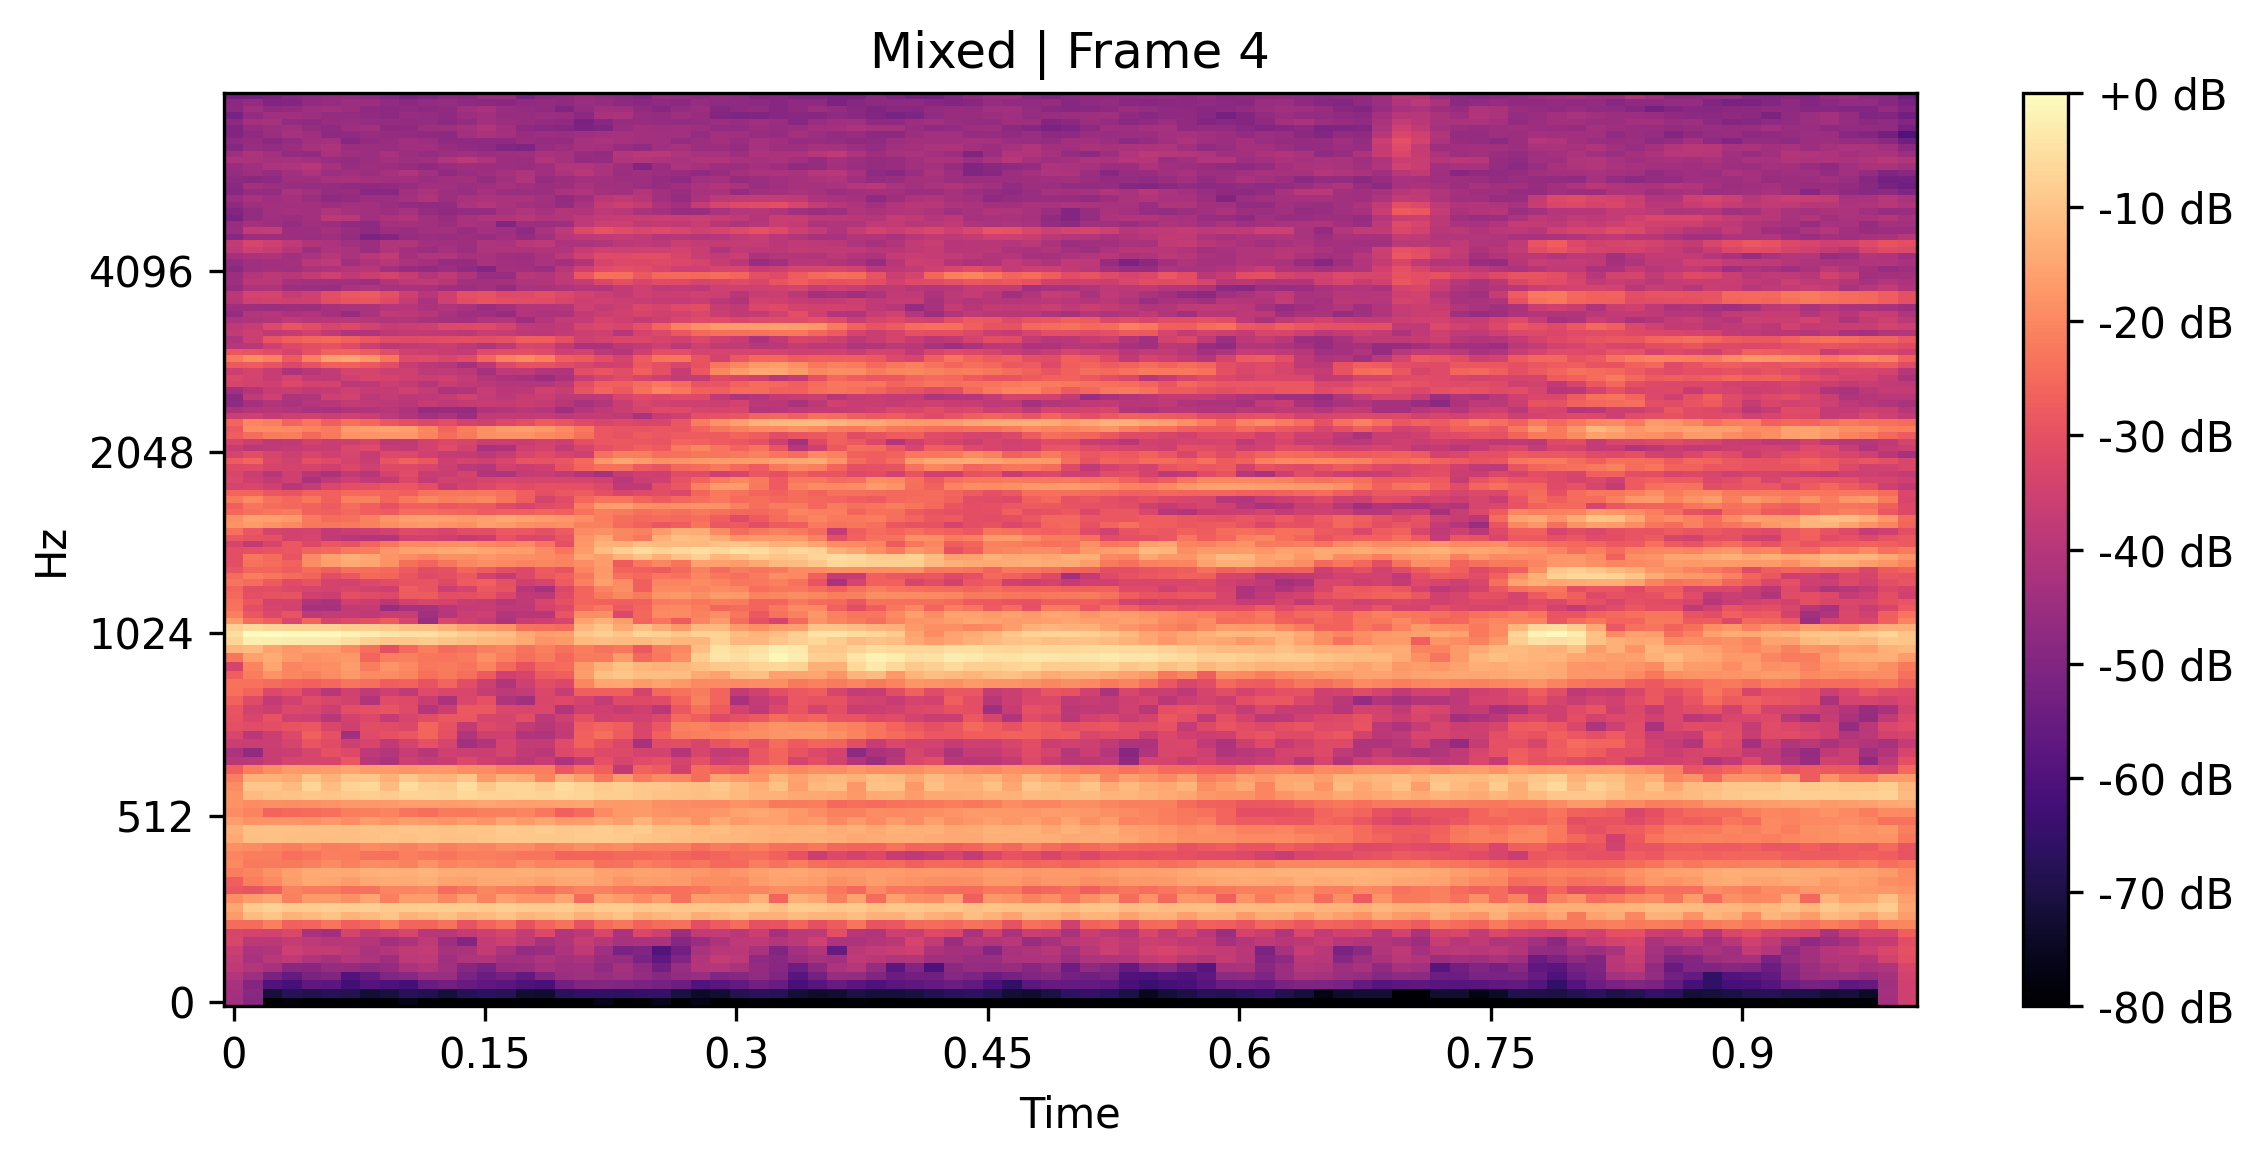 Mixed | Frame 4
Hz
4096
2048
1024
512
0
0 0.15 0.3 0.45 0.6 0.75 0.9
Time
+0 dB
-10 dB
-20 dB
-30 dB
-40 dB
-50 dB
-60 dB
-70 dB
-80 dB